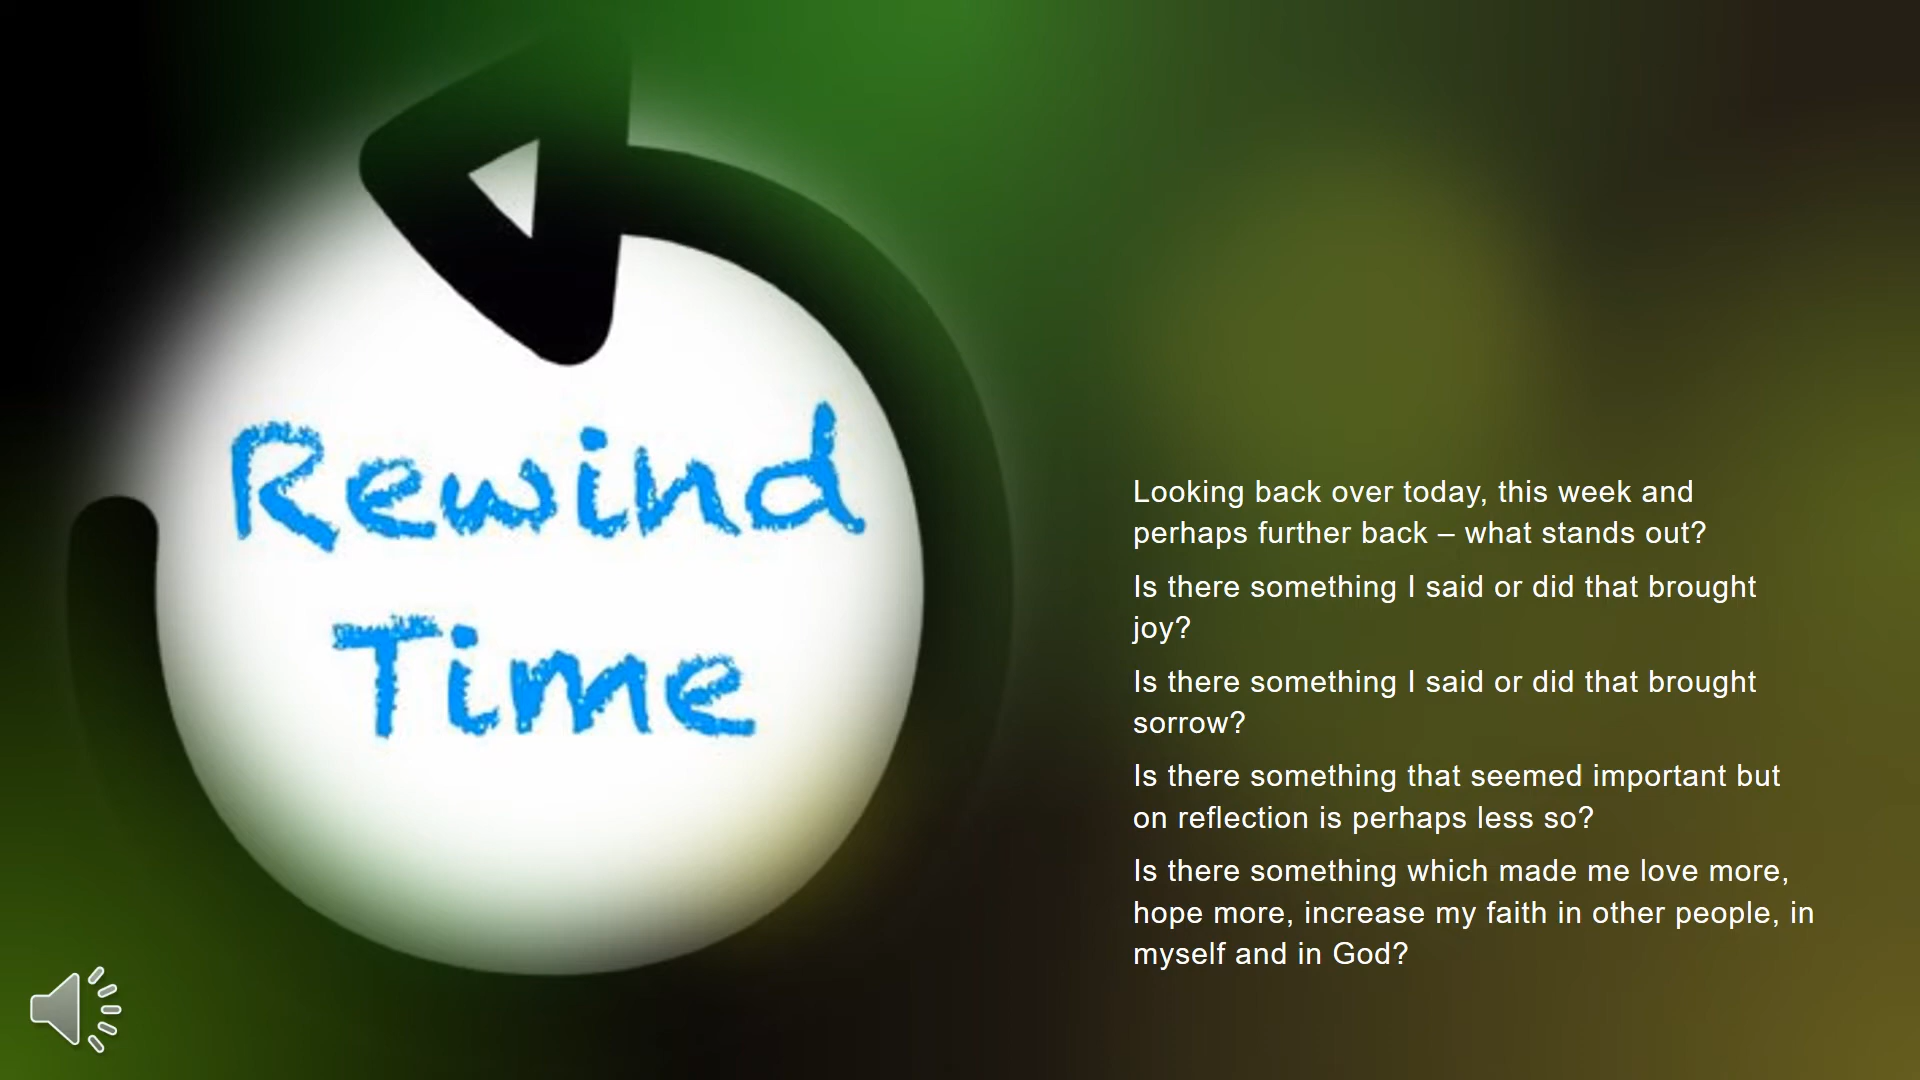 Rewind
Time
Looking back over today, this week and
perhaps further back – what stands out?
Is there something I said or did that brought
joy?
Is there something I said or did that brought
sorrow?
Is there something that seemed important but
on reflection is perhaps less so?
Is there something which made me love more,
hope more, increase my faith in other people, in
myself and in God?